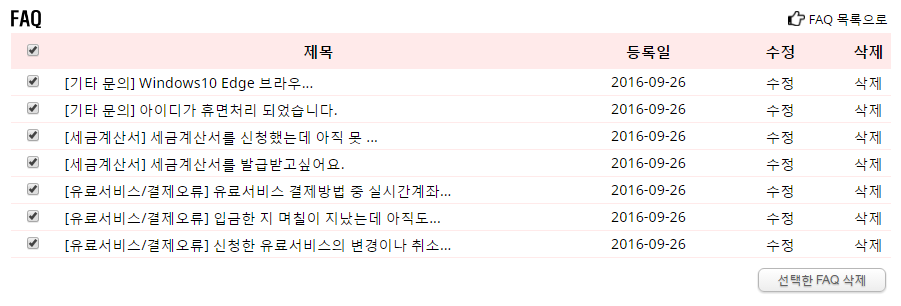 FAQ
FAQ 목록으로
제목 등록일 수정 삭제
[기타 문의] Windows10 Edge 브라우... 2016-09-26 수정 삭제
[기타 문의] 아이디가 휴면처리 되었습니다. 2016-09-26 수정 삭제
[세금계산서] 세금계산서를 신청했는데 아직 못 ... 2016-09-26 수정 삭제
[세금계산서] 세금계산서를 발급받고싶어요. 2016-09-26 수정 삭제
[유료서비스/결제오류] 유료서비스 결제방법 중 실시간계좌... 2016-09-26 수정 삭제
[유료서비스/결제오류] 입금한 지 며칠이 지났는데 아직도... 2016-09-26 수정 삭제
[유료서비스/결제오류] 신청한 유료서비스의 변경이나 취소... 2016-09-26 수정 삭제
선택한 FAQ 삭제